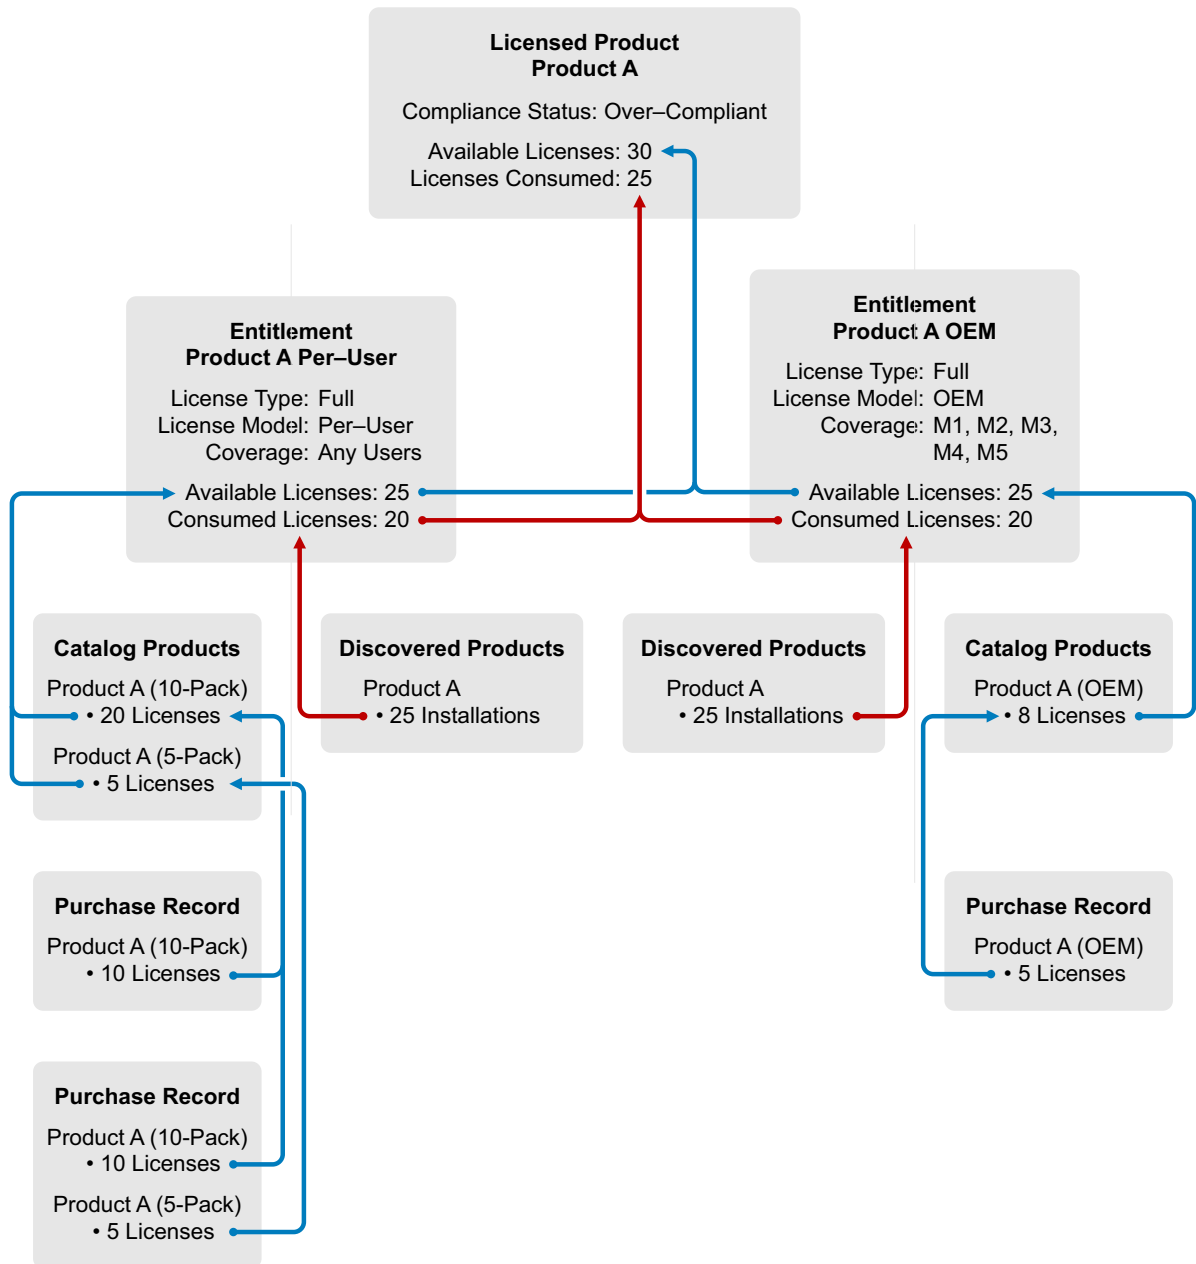 Licensed Product
Product A
Compliance Status: Over–Compliant
Available Licenses: 30
Licenses Consumed: 25
Entitlement
Product A Per–User
License Type: Full
License Model: Per–User
Coverage: Any Users
Available Licenses: 25
Consumed Licenses: 20
Entitlement
Product A OEM
License Type: Full
License Model: OEM
Coverage: M1, M2, M3,
M4, M5
Available Licenses: 25
Consumed Licenses: 20
Catalog Products
Product A (10-Pack)
• 20 Licenses
Product A (5-Pack)
• 5 Licenses
Discovered Products
Product A
• 25 Installations
Discovered Products
Product A
• 25 Installations
Catalog Products
Product A (OEM)
• 8 Licenses
Purchase Record
Product A (10-Pack)
• 10 Licenses
Purchase Record
Product A (OEM)
• 5 Licenses
Purchase Record
Product A (10-Pack)
• 10 Licenses
Product A (5-Pack)
• 5 Licenses